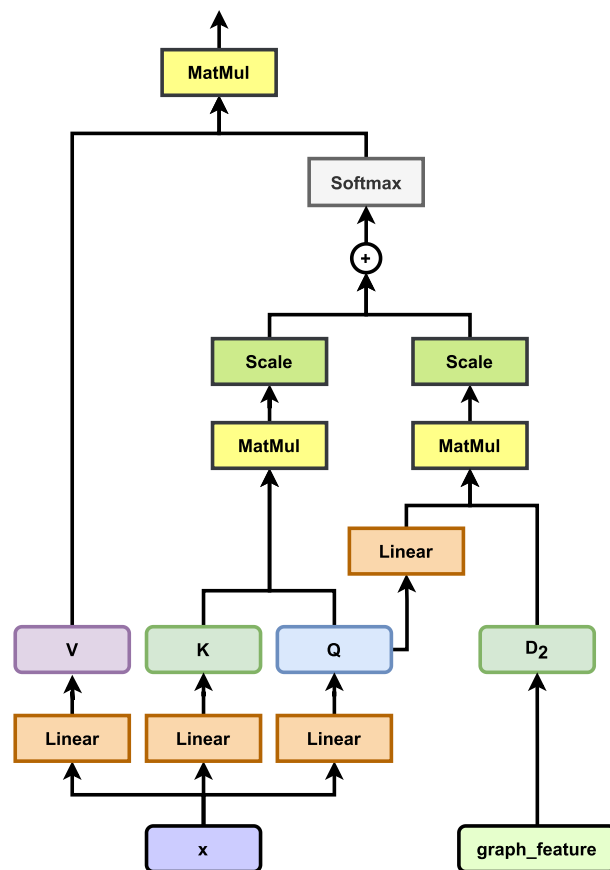 MatMul
Softmax
+
Scale
Scale
MatMul
MatMul
Linear
V
K
Q
D2
Linear
Linear
Linear
x
graph_feature